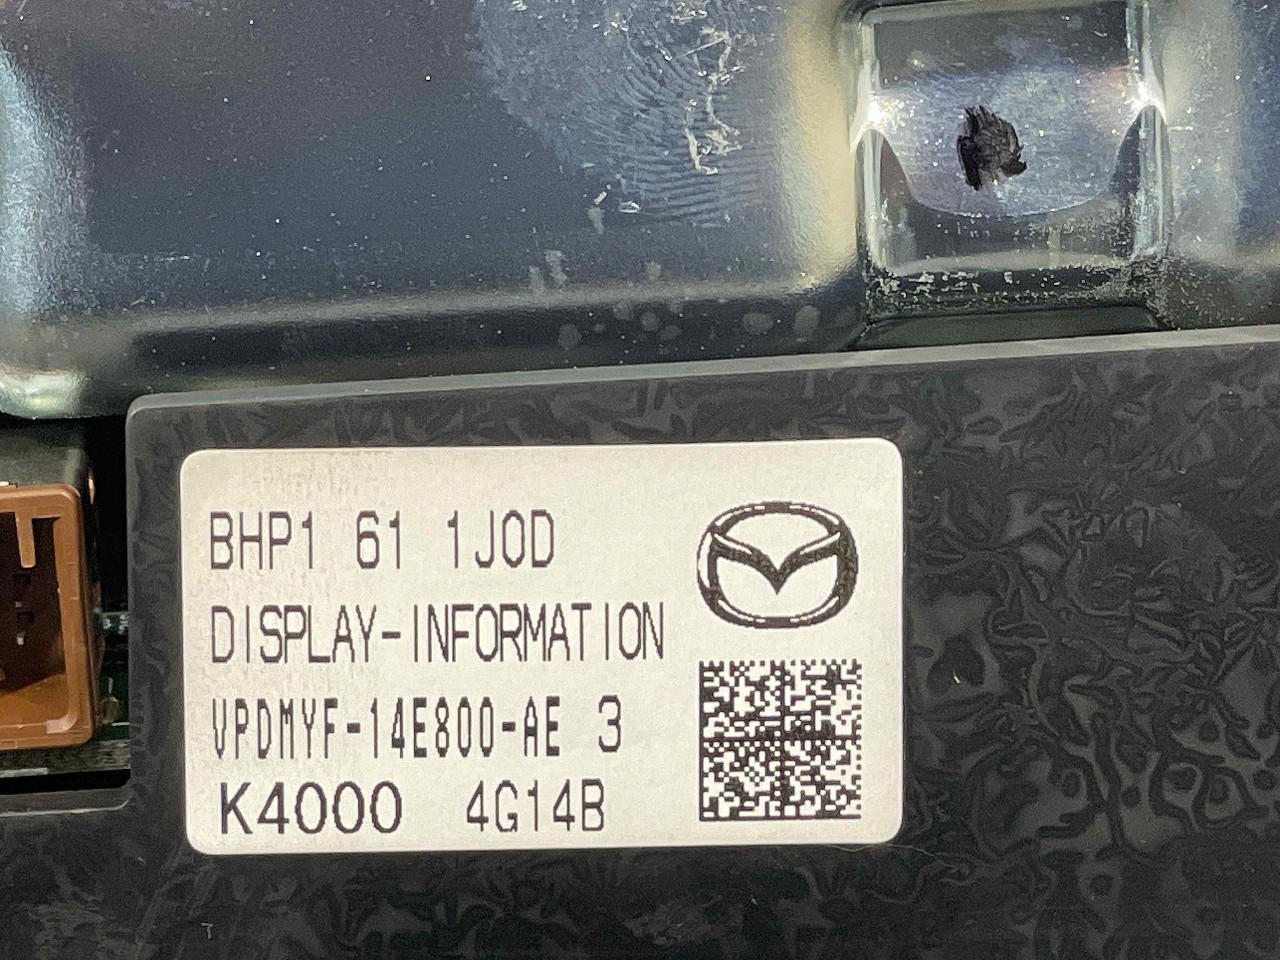 BHP1 61 1J0D
DISPLAY-INFORMATION
VPDMYF-14E800-AE 3
K4000 4G14B